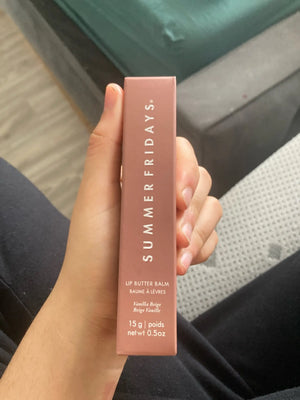 SUMMER FRIDAYS®
LIP BUTTER BALM
BAUME À LÈVRES
Vanilla Beige
Beige Vanille
15 g | poids
net wt 0.5oz